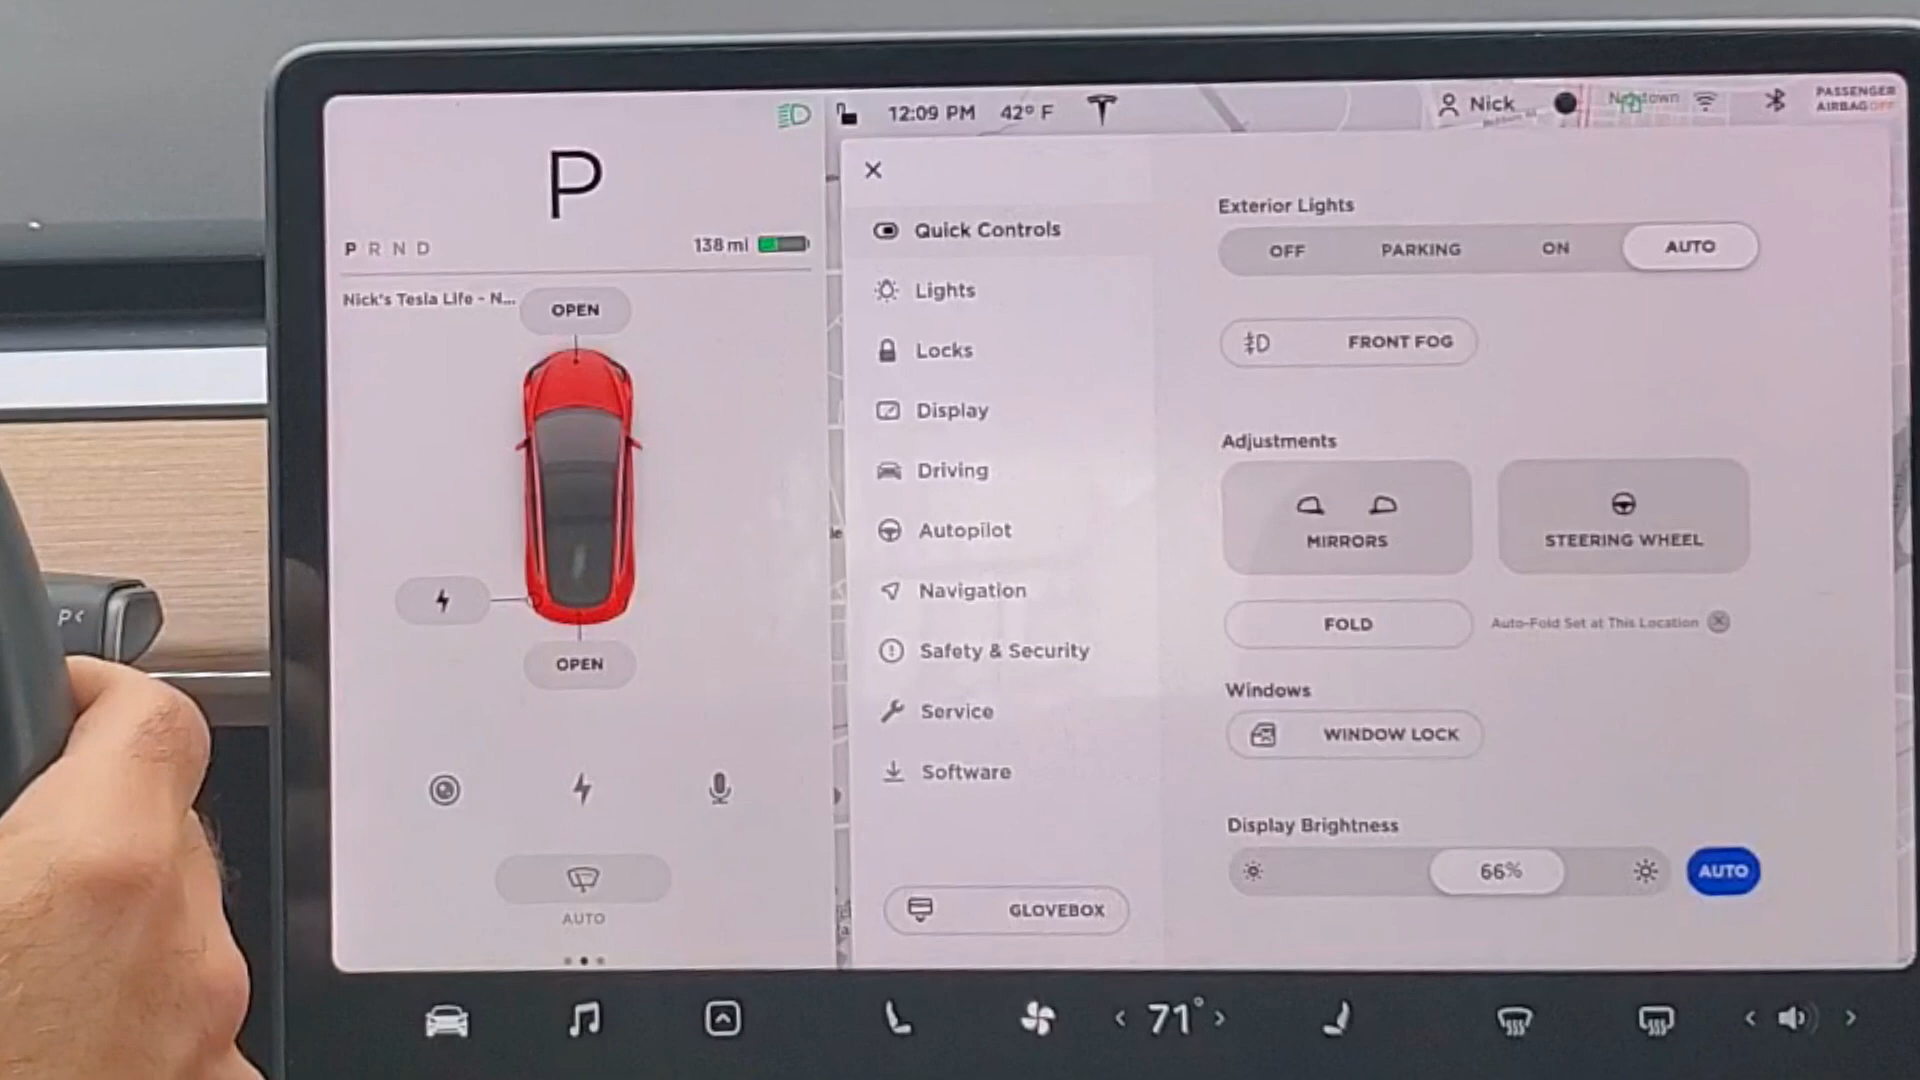 12:09 PM 42° F
Nick
PASSENGER
AIRBAG OFF
P
P R N D
138 mi
Nick's Tesla Life - N...
OPEN
OPEN
AUTO
Quick Controls
Lights
Locks
Display
Driving
Autopilot
Navigation
Safety & Security
Service
Software
GLOVEBOX
Exterior Lights
OFF PARKING ON AUTO
FRONT FOG
Adjustments
MIRRORS STEERING WHEEL
FOLD Auto-Fold Set at This Location
Windows
WINDOW LOCK
Display Brightness
66% AUTO
P<
< 71° >